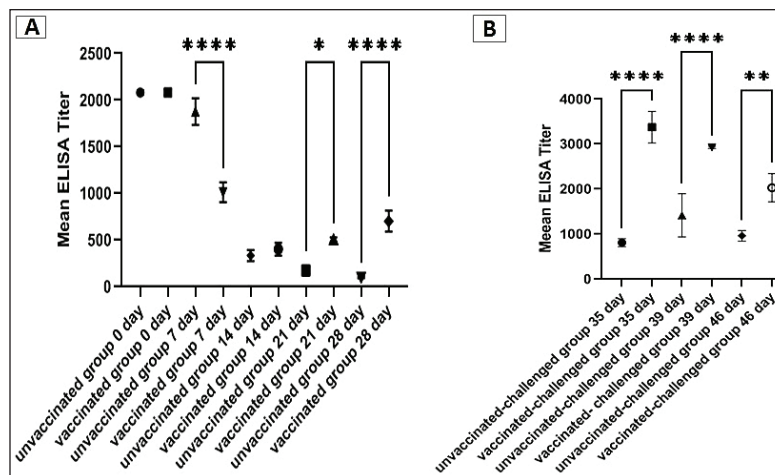 A
**** * ****
Mean ELISA Titer
2500
2000
1500
1000
500
0
unvaccinated group 0 day
vaccinated group 0 day
unvaccinated group 7 day
vaccinated group 7 day
unvaccinated group 14 day
vaccinated group 14 day
unvaccinated group 21 day
vaccinated group 21 day
unvaccinated group 28 day
vaccinated group 28 day
B
****
****
**
Meean ELISA Titer
4000
3000
2000
1000
0
unvaccinated-challenged group 35 day
vaccinated-challenged group 35 day
unvaccinated-challenged group 39 day
vaccinated- challenged group 39 day
unvaccinated-challenged group 46 day
vaccinated-challenged group 46 day